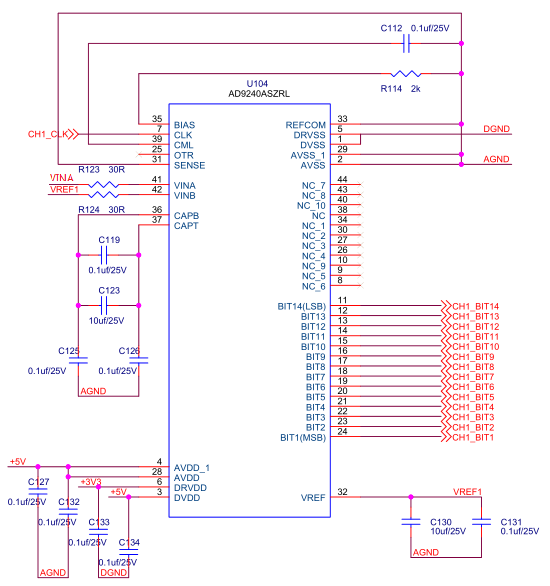 C112 0.1uf/25V
U104
AD9240ASZRL
R114 2k
35 BIAS
7 CLK
CH1_CLK
39 CML
25 OTR
31 SENSE
33 REFCOM
5 DRVSS
DGND
1 DVSS
29 AVSS_1
2 AVSS
AGND
R123 30R
VINA
41 VINA
VREF1
42 VINB
R124 30R
36 CAPB
37 CAPT
44 NC_7
43 NC_8
40 NC_10
38 NC
34 NC_1
30 NC_2
27 NC_3
26 NC_4
10 NC_9
9 NC_5
8 NC_6
C119
0.1uf/25V
C123
10uf/25V
C125
0.1uf/25V
C126
0.1uf/25V
AGND
BIT14(LSB) 11 CH1_BIT14
BIT13 12 CH1_BIT13
BIT12 13 CH1_BIT12
BIT11 14 CH1_BIT11
BIT10 15 CH1_BIT10
BIT9 16 CH1_BIT9
BIT8 17 CH1_BIT8
BIT7 18 CH1_BIT7
BIT6 19 CH1_BIT6
BIT5 20 CH1_BIT5
BIT4 21 CH1_BIT4
BIT3 22 CH1_BIT3
BIT2 23 CH1_BIT2
BIT1(MSB) 24 CH1_BIT1
+5V
4 AVDD_1
28 AVDD
+3V3
6 DRVDD
+5V
3 DVDD
C127
0.1uf/25V
C132
0.1uf/25V
C133
0.1uf/25V
C134
0.1uf/25V
AGND
DGND
VREF 32
VREF1
C130
10uf/25V
C131
0.1uf/25V
AGND